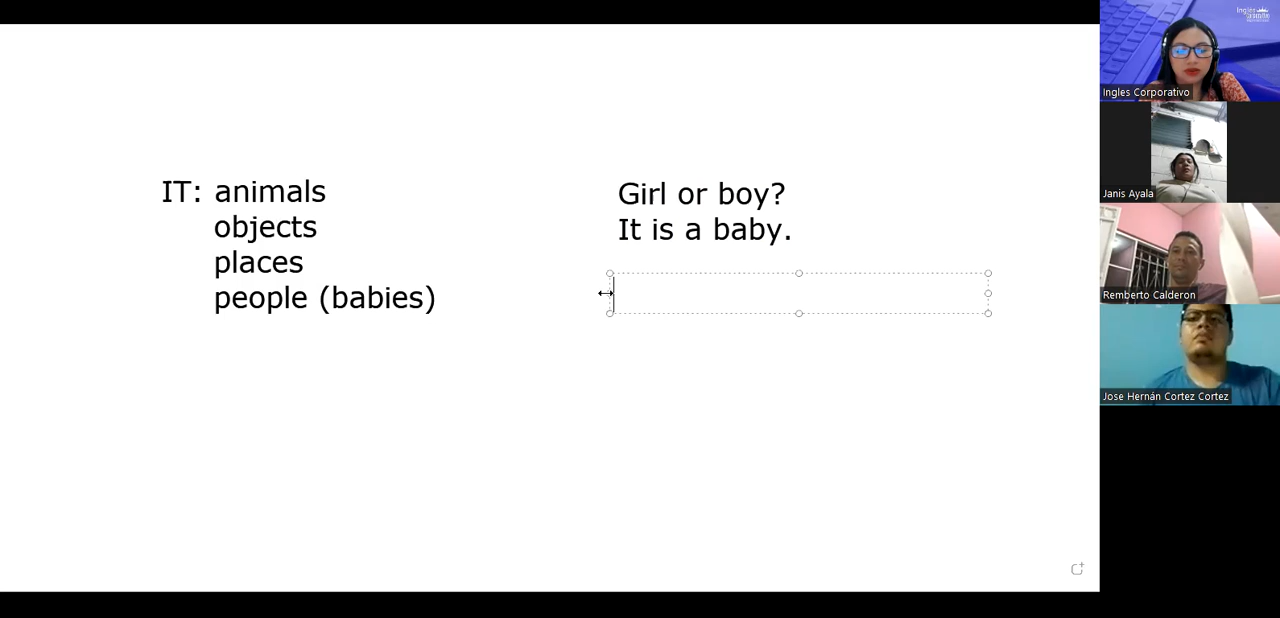 IT: animals
objects
places
people (babies)
Girl or boy?
It is a baby.
Ingles
Ingles Corporativo
Janis Ayala
Remberto Calderon
Jose Hernán Cortez Cortez